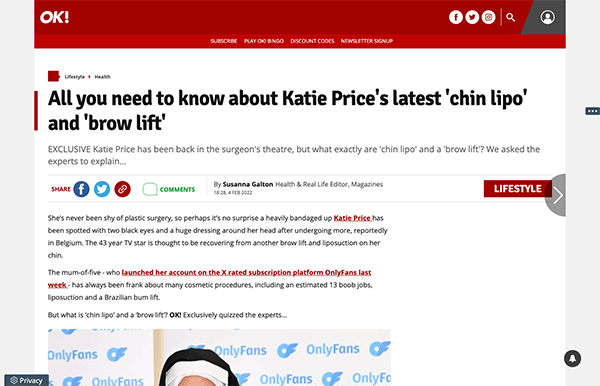 OK!
SUBSCRIBE PLAY OK! BINGO DISCOUNT CODES NEWSLETTER SIGNUP
Lifestyle Health
All you need to know about Katie Price's latest 'chin lipo'
and 'brow lift'
EXCLUSIVE Katie Price has been back in the surgeon's theatre, but what exactly are 'chin lipo' and a 'brow lift'? We asked the
experts to explain...
SHARE COMMENTS By Susanna Galton Health & Real Life Editor, Magazines LIFESTYLE
18:28, 4 FEB 2022
She's never been shy of plastic surgery, so perhaps it's no surprise a heavily bandaged up Katie Price has
been spotted with two black eyes and a huge dressing around her head after undergoing more, reportedly
in Belgium. The 43 year TV star is thought to be recovering from another brow lift and liposuction on her
chin.
The mum-of-five - who launched her account on the X rated subscription platform OnlyFans last
week - has always been frank about many cosmetic procedures, including an estimated 13 boob jobs,
liposuction and a Brazilian bum lift.
But what is 'chin lipo' and a 'brow lift'? OK! Exclusively quizzed the experts...
OnlyFans OnlyFans
OnlyFans
Privacy